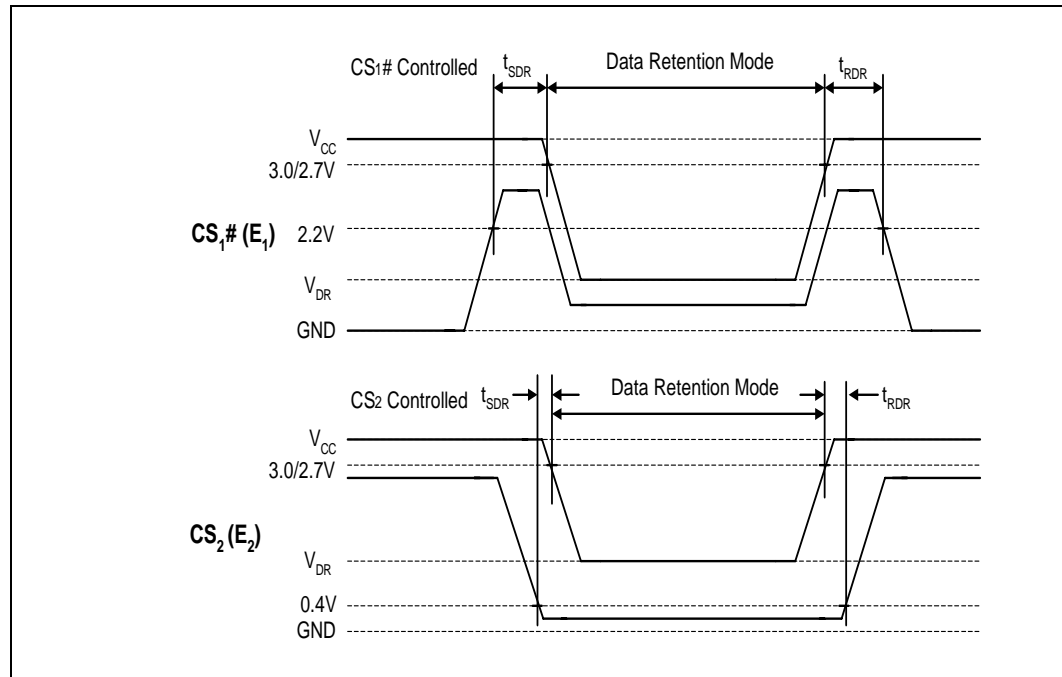 CS1# Controlled tSDR Data Retention Mode tRDR
VCC
3.0/2.7V
CS1# (E1) 2.2V
VDR
GND
CS2 Controlled tSDR Data Retention Mode tRDR
VCC
3.0/2.7V
CS2 (E2)
VDR
0.4V
GND